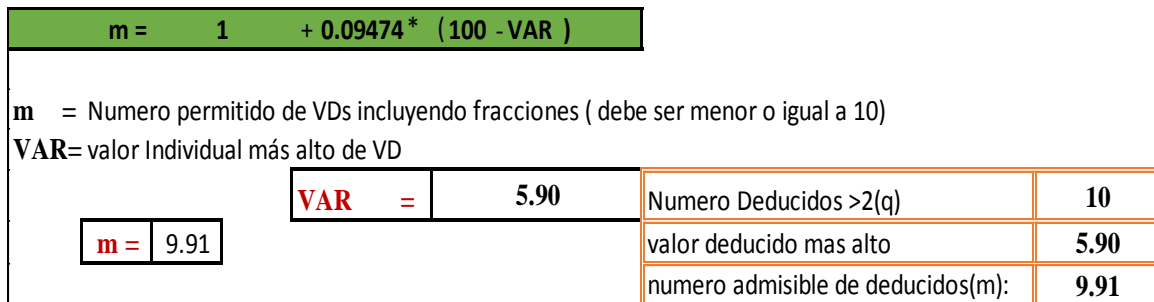 m = 1 + 0.09474* (100 - VAR )
m = Numero permitido de VDs incluyendo fracciones ( debe ser menor o igual a 10)
VAR= valor Individual más alto de VD
VAR = 5.90 Numero Deducidos >2(q) 10
m = 9.91 valor deducido mas alto 5.90
numero admisible de deducidos(m): 9.91